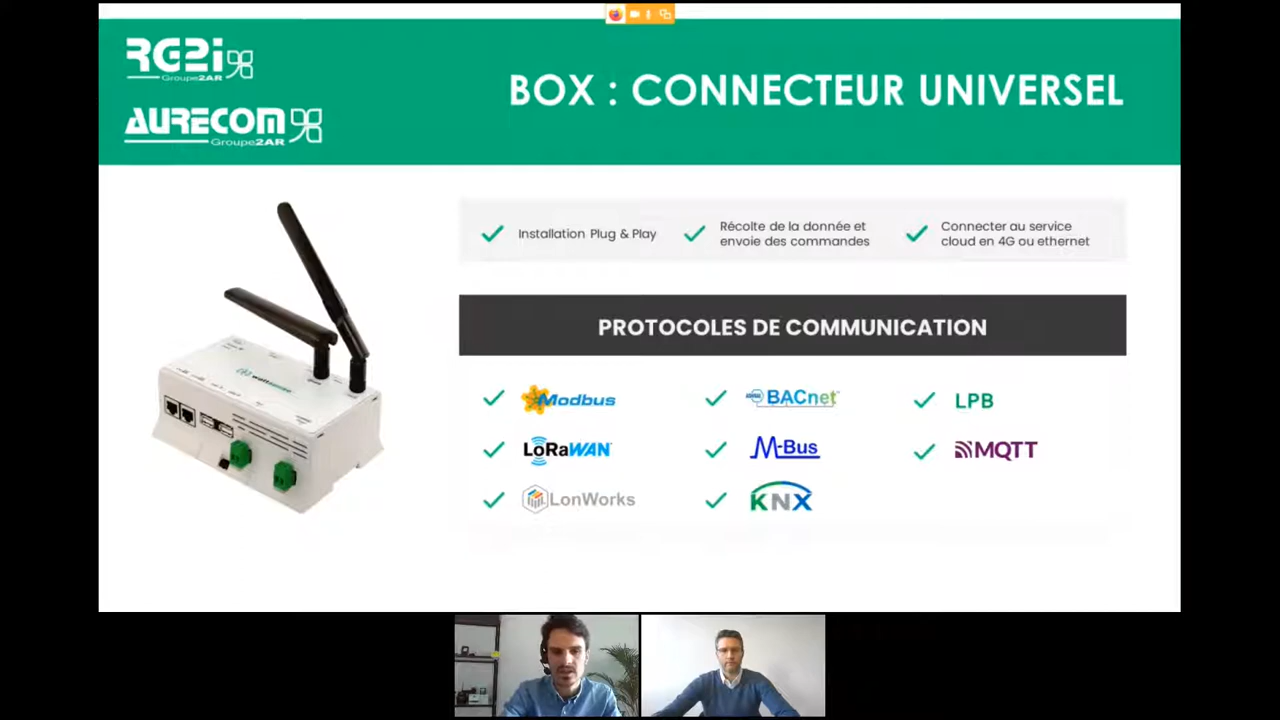 RG2i
Groupe2AR
AURECOM
Groupe2AR
BOX : CONNECTEUR UNIVERSEL
Installation Plug & Play
Récolte de la donnée et
envoie des commandes
Connecter au service
cloud en 4G ou ethernet
PROTOCOLES DE COMMUNICATION
Modbus
BACnet
LPB
LoRaWAN
M-Bus
MQTT
LonWorks
KNX